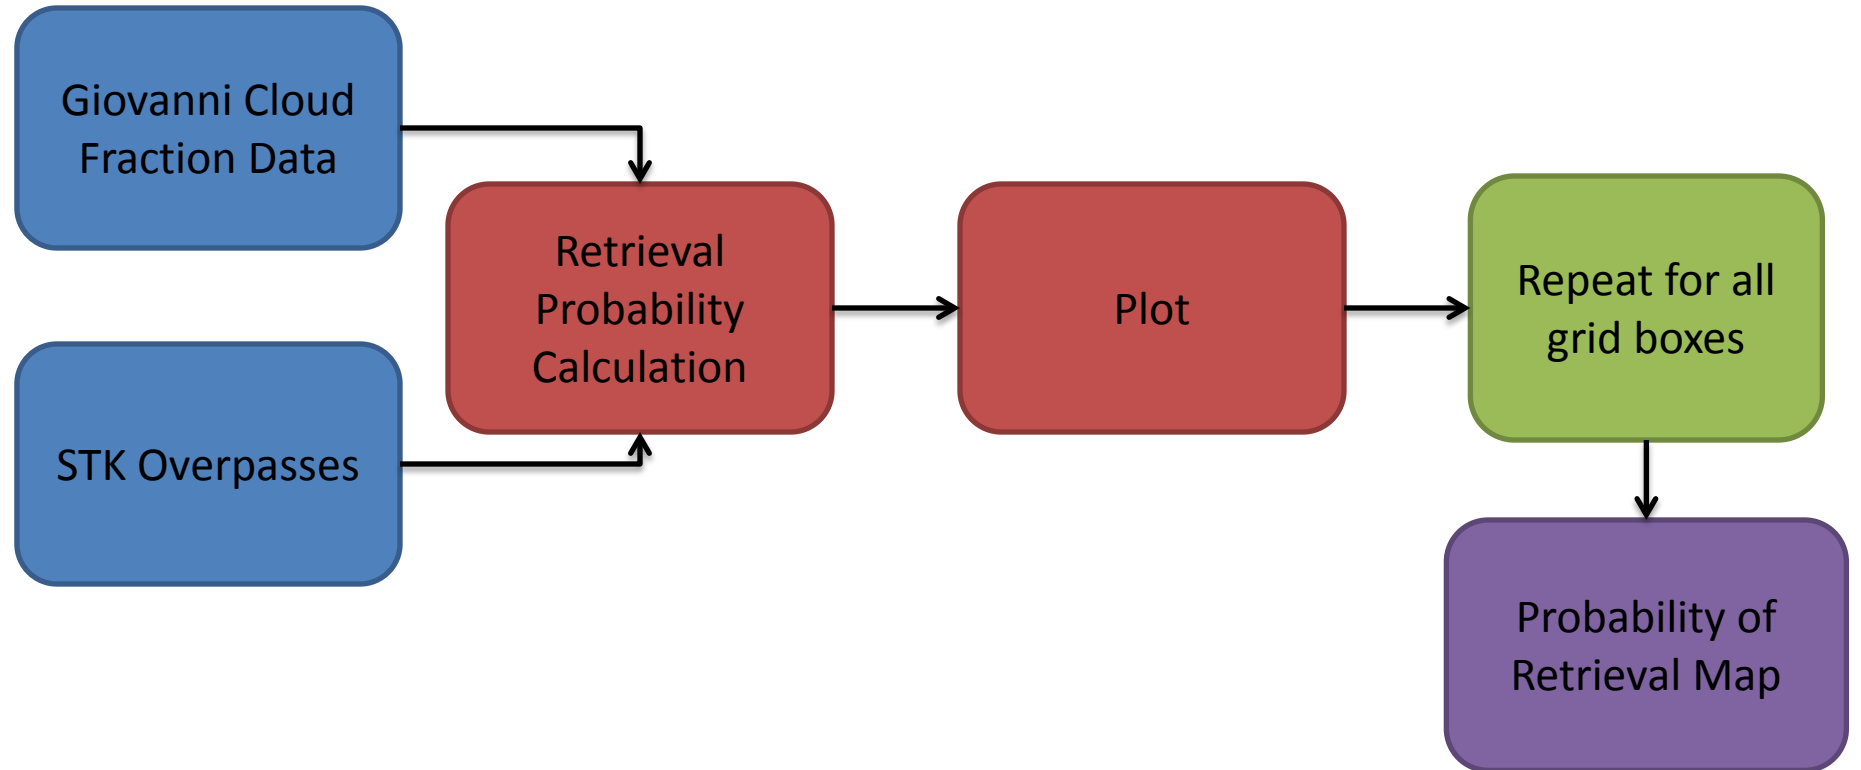 Giovanni Cloud
Fraction Data
STK Overpasses
Retrieval
Probability
Calculation
Plot
Repeat for all
grid boxes
Probability of
Retrieval Map